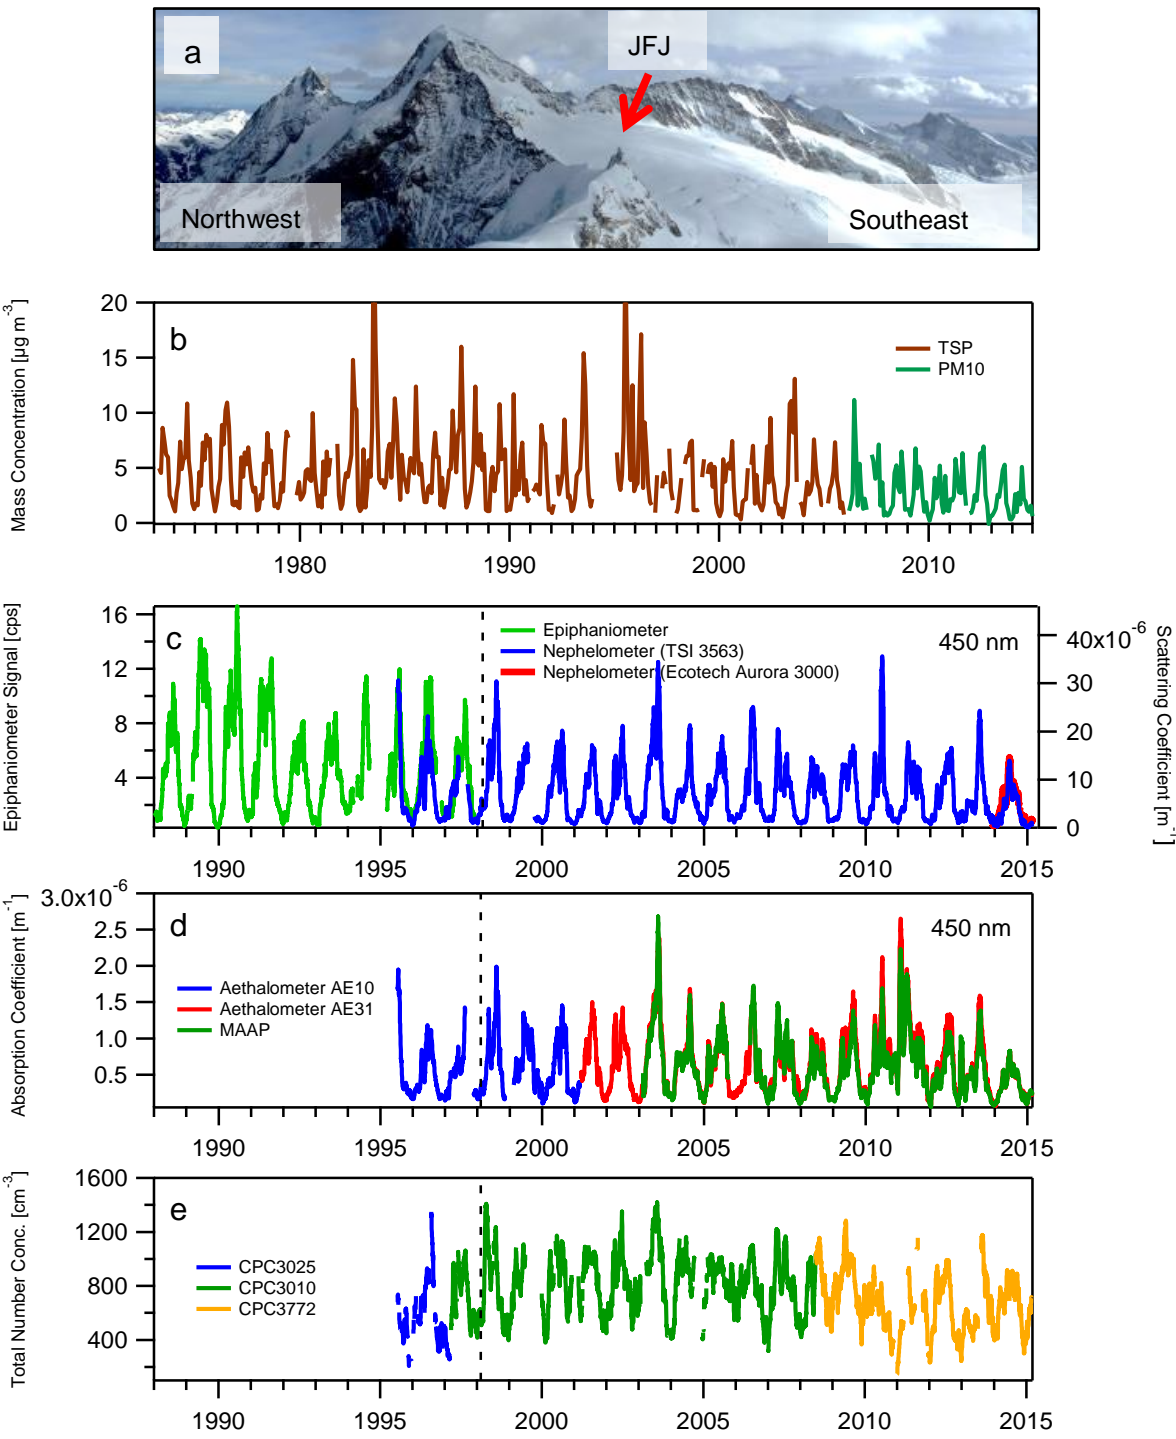 a
JFJ
Northwest
Southeast
b
Mass Concentration [µg m-3]
20
15
10
5
0
TSP
PM10
1980 1990 2000 2010
c
Epiphaniometer Signal [cps]
16
12
8
4
Epiphaniometer
Nephelometer (TSI 3563)
Nephelometer (Ecotech Aurora 3000)
450 nm
40x10-6
30
20
10
0
Scattering Coefficient [m-1]
1990 1995 2000 2005 2010 2015
d
Absorption Coefficient [m-1]
3.0x10-6
2.5
2.0
1.5
1.0
0.5
Aethalometer AE10
Aethalometer AE31
MAAP
450 nm
1990 1995 2000 2005 2010 2015
e
Total Number Conc. [cm-3]
1600
1200
800
400
CPC3025
CPC3010
CPC3772
1990 1995 2000 2005 2010 2015